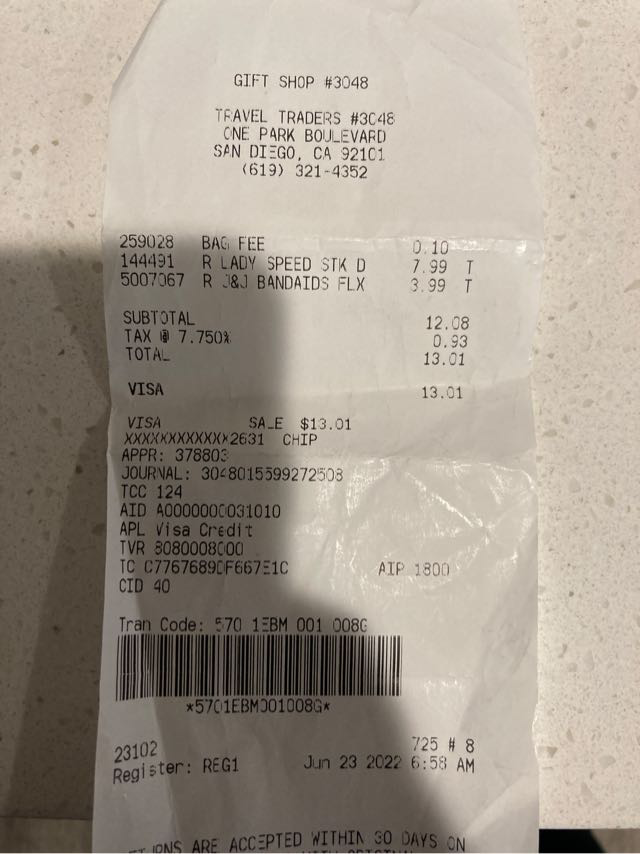 GIFT SHOP #3048
TRAVEL TRADERS #3048
ONE PARK BOULEVARD
SAN DIEGO, CA 92101
(619) 321-4352
259028 BAG FEE 0.10
144491 R LADY SPEED STK D 7.99 T
5007067 R J&J BANDAIDS FLX 3.99 T
SUBTOTAL 12.08
TAX @ 7.750% 0.93
TOTAL 13.01
VISA 13.01
VISA SALE $13.01
XXXXXXXXXXXX2631 CHIP
APPR: 378803
JOURNAL: 3048015599272508
TCC 124
AID A0000000031010
APL Visa Credit
TVR 8080008000
TC C7767689DF667E1C AIP 1800
CID 40
Tran Code: 570 1EBM 001 008G
*5701EBM001008G*
23102 725 # 8
Register: REG1 Jun 23 2022 6:58 AM
ARE ACCEPTED WITHIN 30 DAYS ON